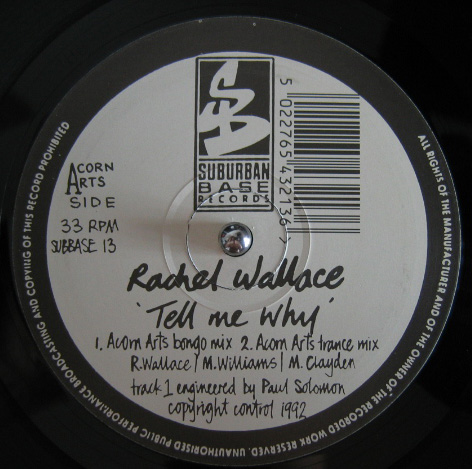 SUBURBAN
BASE
RECORDS
5 022765 432136 >
ACORN
ARTS
SIDE
33 RPM
SUBBASE 13
Rachel Wallace
'Tell me Why'
1. Acorn Arts bongo mix 2. Acorn Arts trance mix
R. Wallace / M. Williams / M. Clayden
track 1 engineered by Paul Solomon
copyright control 1992
ALL RIGHTS OF THE MANUFACTURER AND OF THE OWNER OF THE RECORDED WORK RESERVED. UNAUTHORISED PUBLIC PERFORMANCE BROADCASTING AND COPYING OF THIS RECORD PROHIBITED